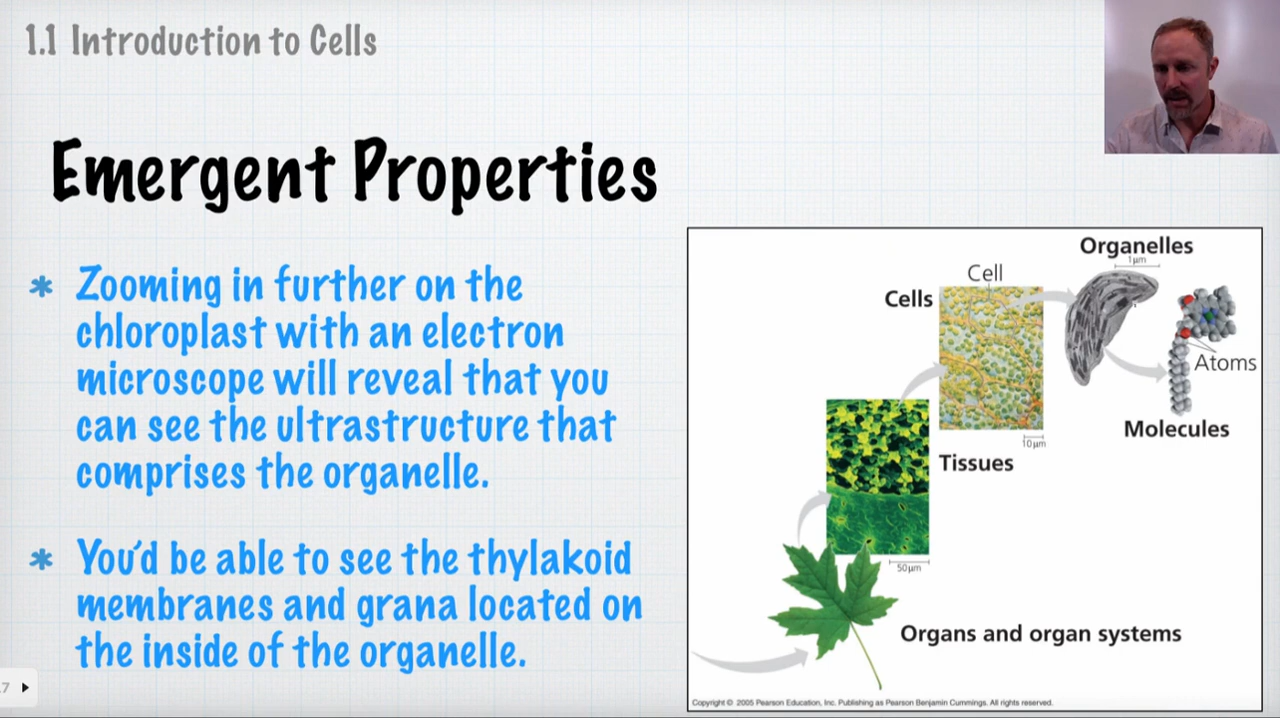 1.1 Introduction to Cells
Emergent Properties
* Zooming in further on the
chloroplast with an electron
microscope will reveal that you
can see the ultrastructure that
comprises the organelle.
* You'd be able to see the thylakoid
membranes and grana located on
the inside of the organelle.
Organelles
1µm
Cell
Cells
Atoms
Molecules
10µm
Tissues
50µm
Organs and organ systems
Copyright © 2005 Pearson Education, Inc. Publishing as Pearson Benjamin Cummings. All rights reserved.